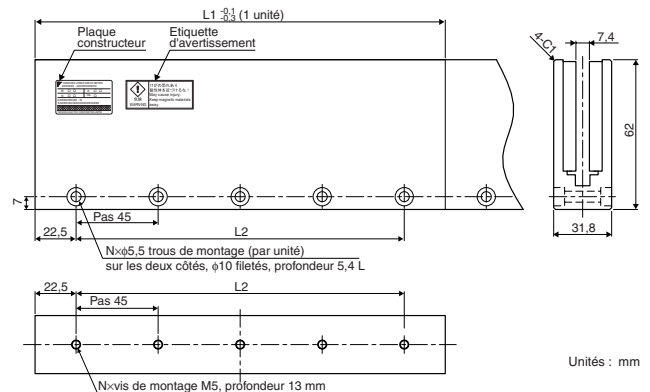 L1 -0,1 -0,3 (1 unité)
Plaque
constructeur
Etiquette
d'avertissement
4-C1
7,4
62
7
Pas 45
22,5
L2
31,8
N×ϕ5,5 trous de montage (par unité)
sur les deux côtés, ϕ10 filetés, profondeur 5,4 L
22,5
L2
Pas 45
Unités : mm
N×vis de montage M5, profondeur 13 mm